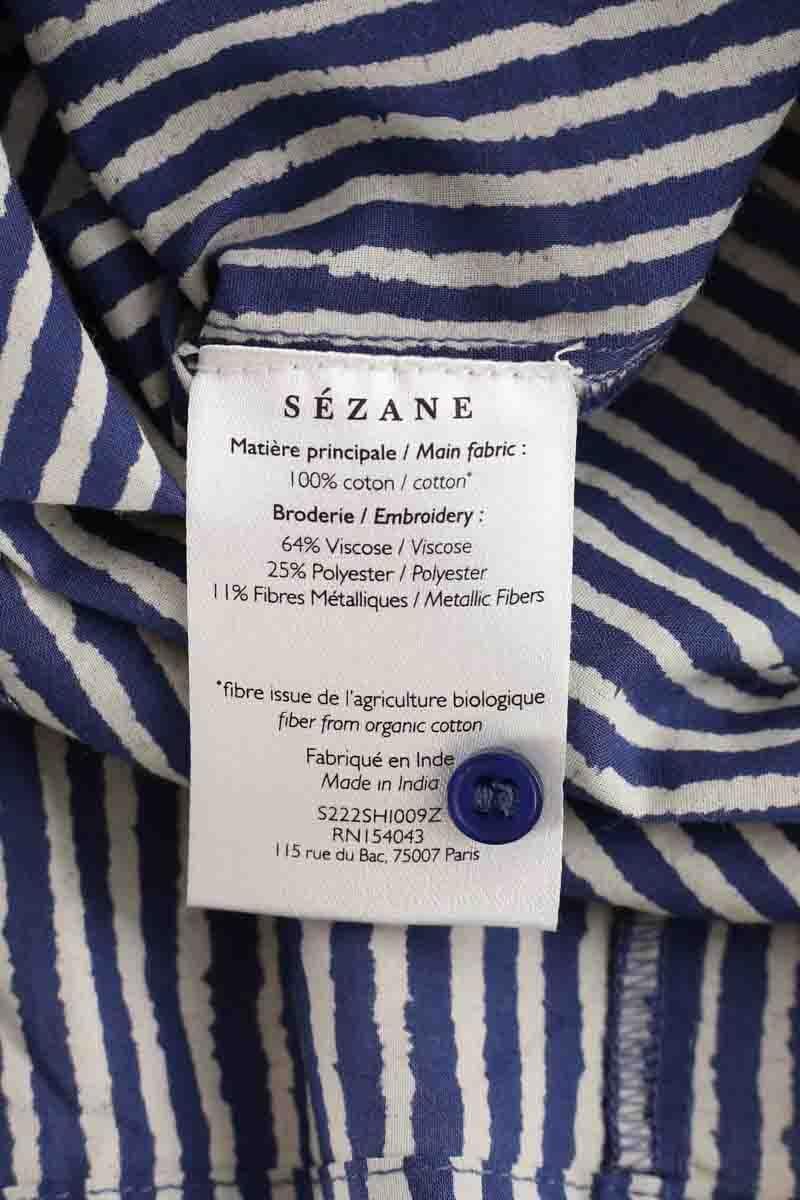 SÉZANE
Matière principale / Main fabric :
100% coton / cotton*
Broderie / Embroidery :
64% Viscose / Viscose
25% Polyester / Polyester
11% Fibres Métalliques / Metallic Fibers
*fibre issue de l'agriculture biologique
fiber from organic cotton
Fabriqué en Inde
Made in India
S222SHI009Z
RN154043
115 rue du Bac, 75007 Paris